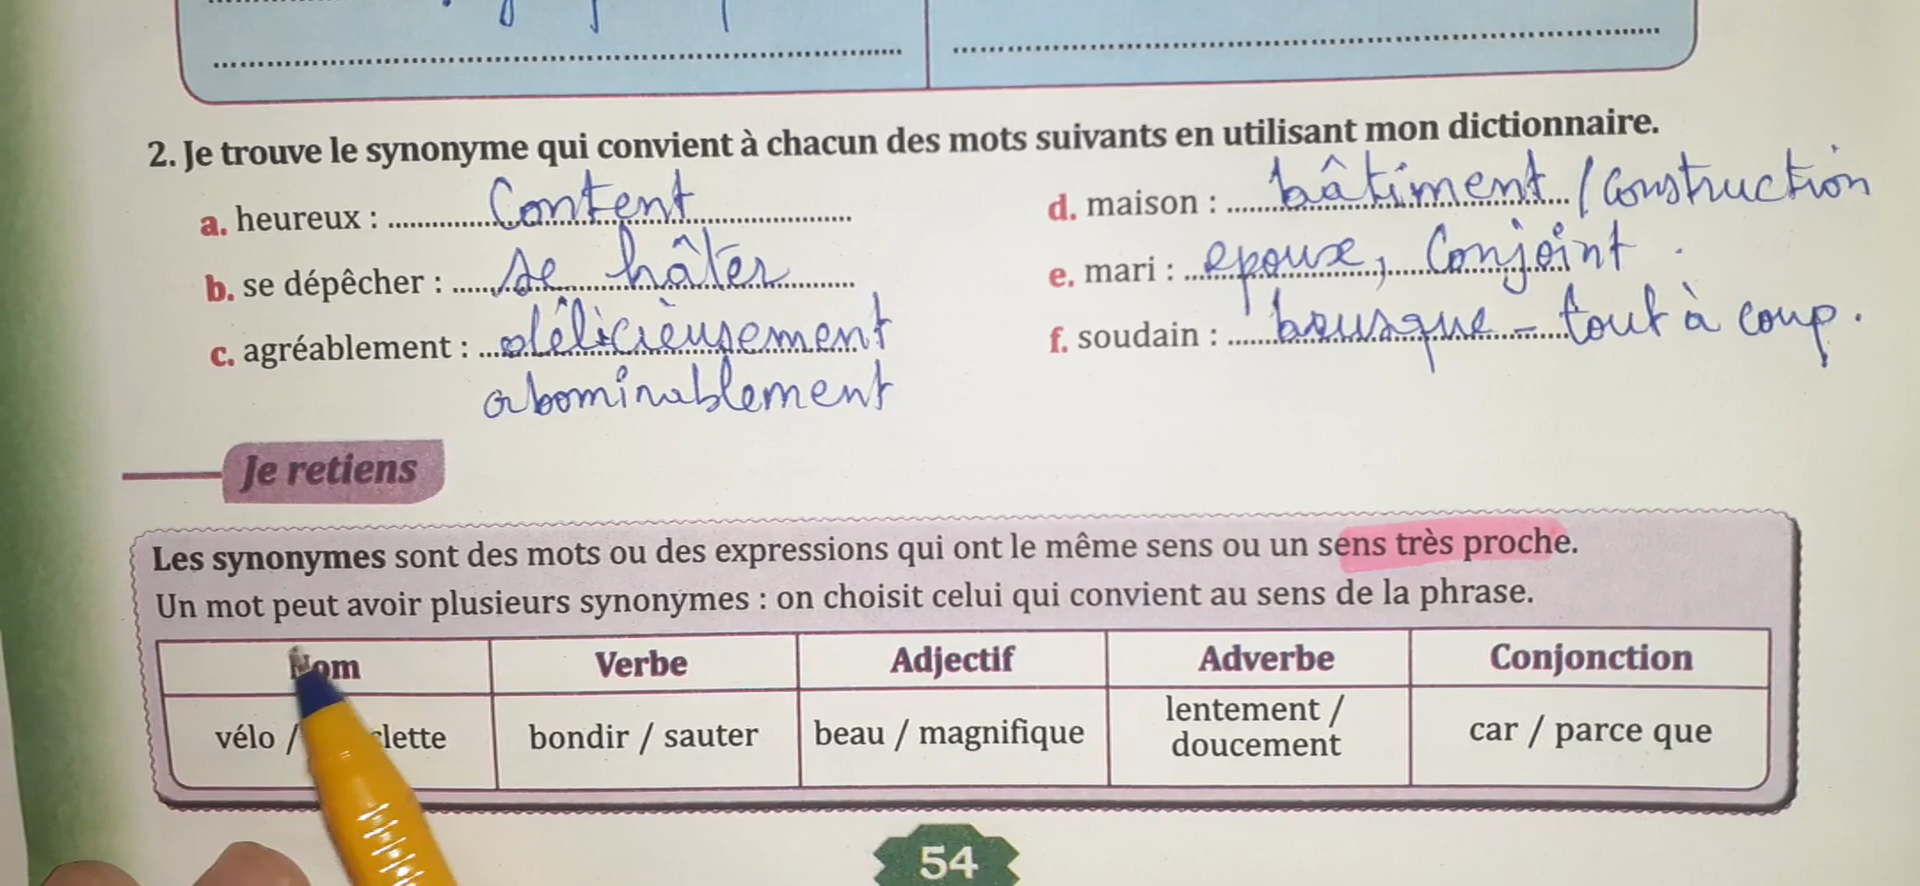 2. Je trouve le synonyme qui convient à chacun des mots suivants en utilisant mon dictionnaire.
a. heureux : Content
b. se dépêcher : se hâter
c. agréablement : délicièusement
abominablement
d. maison : bâtiment / Construction
e. mari : epoux, Conjoint.
f. soudain : brusque - tout à coup.
Je retiens
Les synonymes sont des mots ou des expressions qui ont le même sens ou un sens très proche.
Un mot peut avoir plusieurs synonymes : on choisit celui qui convient au sens de la phrase.
Nom Verbe Adjectif Adverbe Conjonction
vélo / lette bondir / sauter beau / magnifique lentement / doucement car / parce que
54